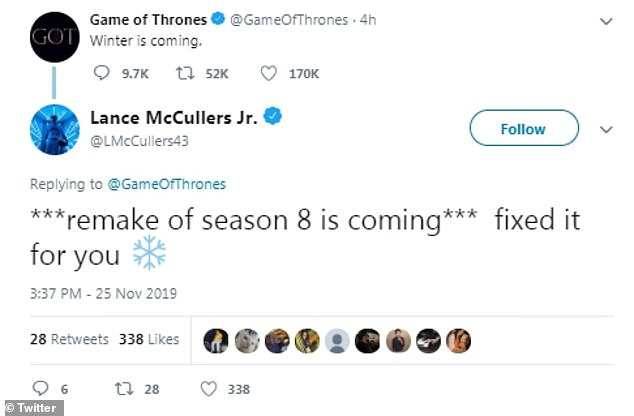 GOT
Game of Thrones @GameOfThrones · 4h
Winter is coming.
9.7K 52K 170K
Lance McCullers Jr.
@LMcCullers43
Follow
Replying to @GameOfThrones
***remake of season 8 is coming*** fixed it
for you
3:37 PM - 25 Nov 2019
28 Retweets 338 Likes
6 28 338
© Twitter